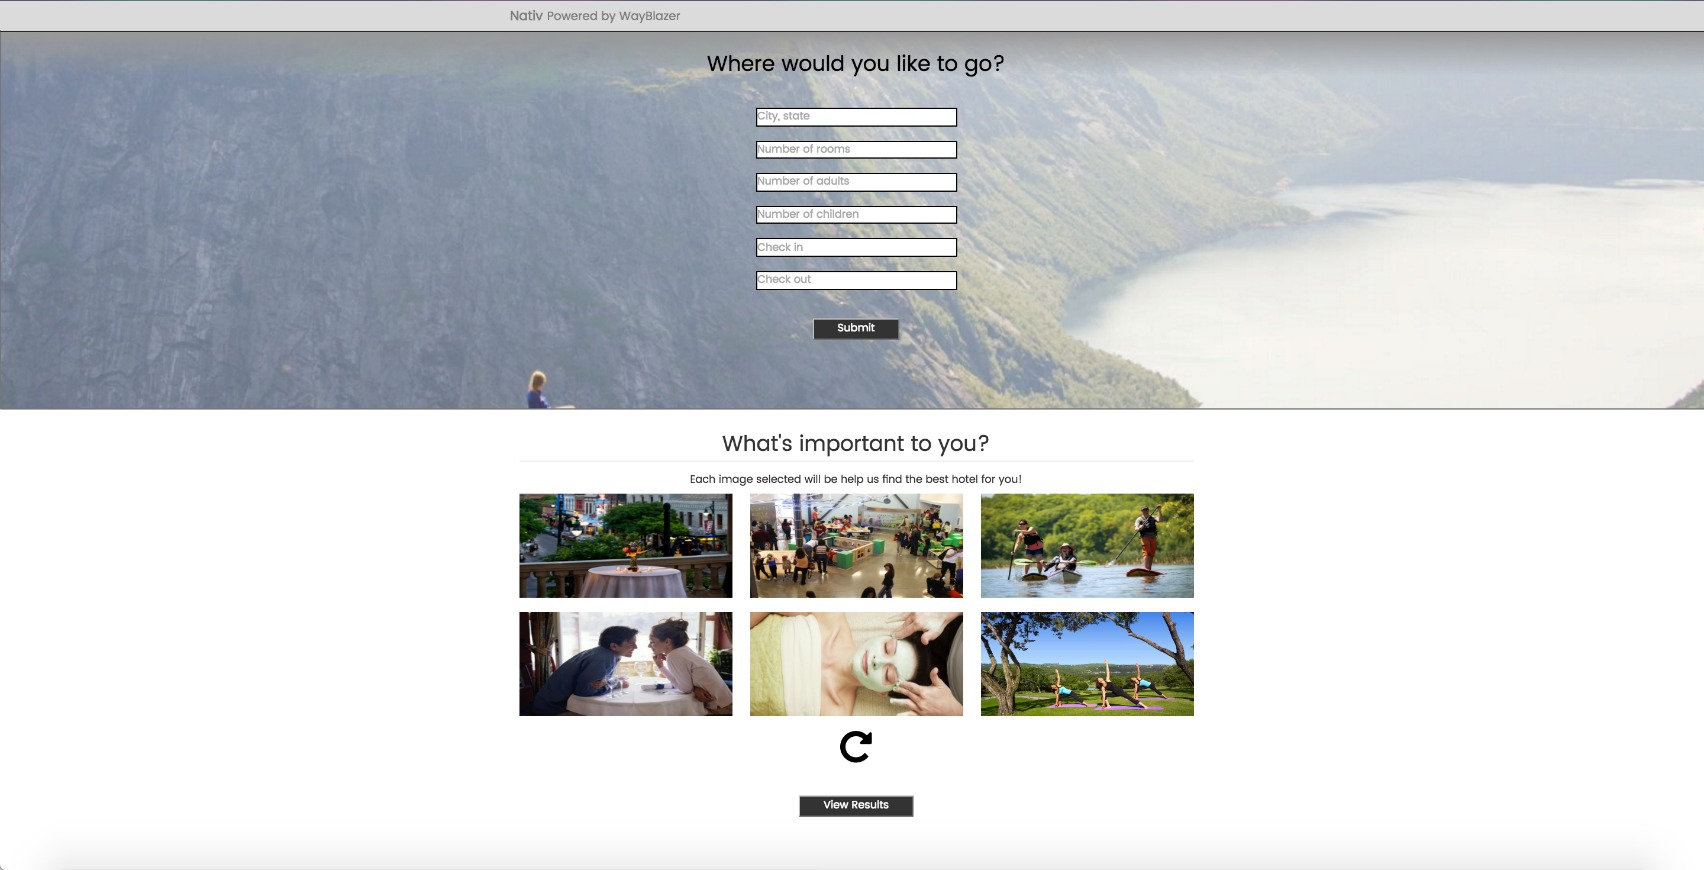 Nativ Powered by WayBlazer
Where would you like to go?
City, state
Number of rooms
Number of adults
Number of children
Check in
Check out
Submit
What's important to you?
Each image selected will be help us find the best hotel for you!
View Results